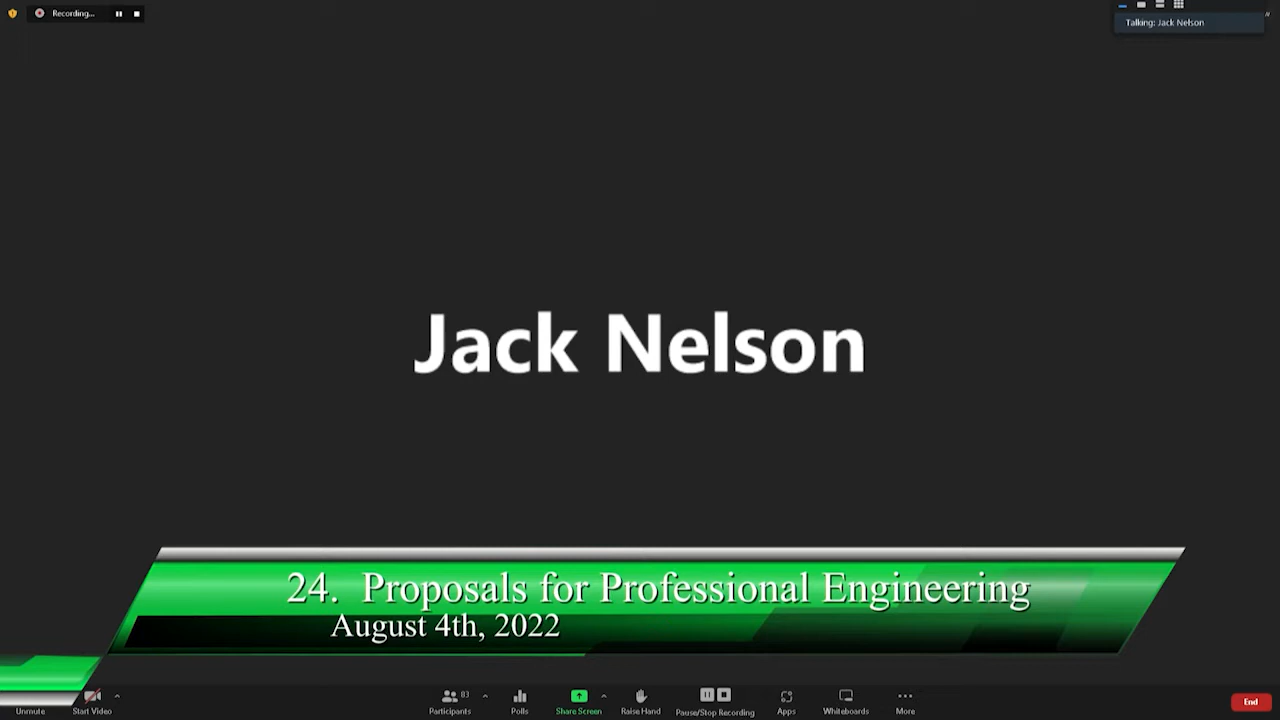 Recording...
Talking: Jack Nelson
Jack Nelson
24. Proposals for Professional Engineering
August 4th, 2022
Unmute
Start Video
83
Participants
Polls
Share Screen
Raise Hand
Pause/Stop Recording
Apps
Whiteboards
More
End